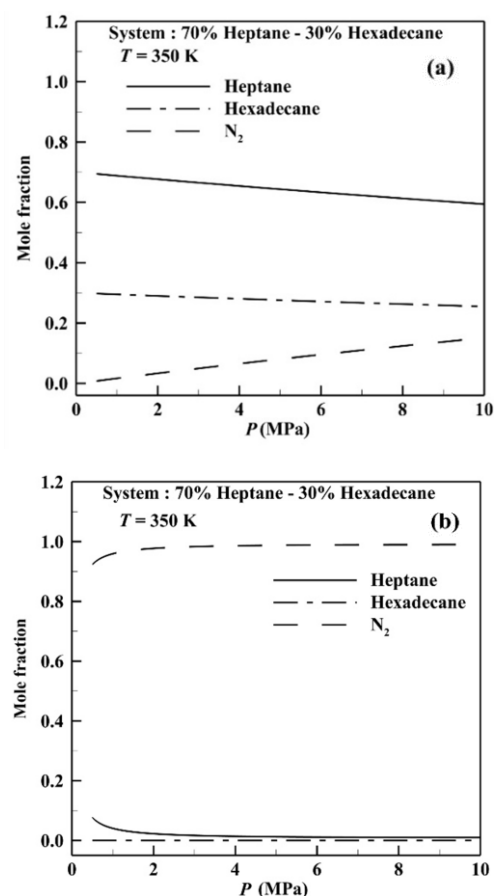 System : 70% Heptane - 30% Hexadecane
T = 350 K
(a)
Heptane
Hexadecane
N₂
Mole fraction
1.2
1.0
0.8
0.6
0.4
0.2
0.0
0 2 4 6 8 10
P (MPa)
System : 70% Heptane - 30% Hexadecane
T = 350 K
(b)
Heptane
Hexadecane
N₂
Mole fraction
1.2
1.0
0.8
0.6
0.4
0.2
0.0
0 2 4 6 8 10
P (MPa)